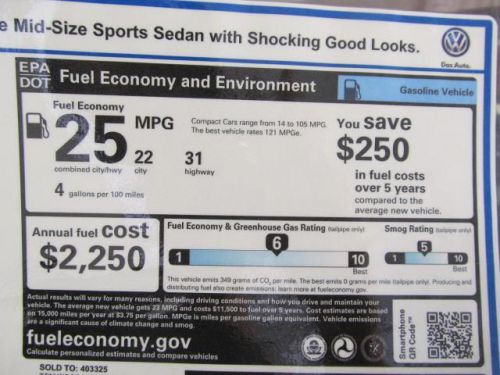 e Mid-Size Sports Sedan with Shocking Good Looks.
Das Auto.
EPA
DOT
Fuel Economy and Environment
Gasoline Vehicle
Fuel Economy
25 MPG
combined city/hwy
22
city
31
highway
4 gallons per 100 miles
Compact Cars range from 14 to 105 MPG.
The best vehicle rates 121 MPGe.
You save
$250
in fuel costs
over 5 years
compared to the
average new vehicle.
Annual fuel cost
$2,250
Fuel Economy & Greenhouse Gas Rating (tailpipe only)
1
6
10
Best
Smog Rating (tailpipe only)
1
5
10
Best
This vehicle emits 349 grams of CO2 per mile. The best emits 0 grams per mile (tailpipe only). Producing and
distributing fuel also create emissions; learn more at fueleconomy.gov.
Actual results will vary for many reasons, including driving conditions and how you drive and maintain your
vehicle. The average new vehicle gets 23 MPG and costs $11,500 to fuel over 5 years. Cost estimates are based
on 15,000 miles per year at $3.75 per gallon. MPGe is miles per gasoline gallon equivalent. Vehicle emissions
are a significant cause of climate change and smog.
fueleconomy.gov
Calculate personalized estimates and compare vehicles
Smartphone
QR Code™
SOLD TO: 403325